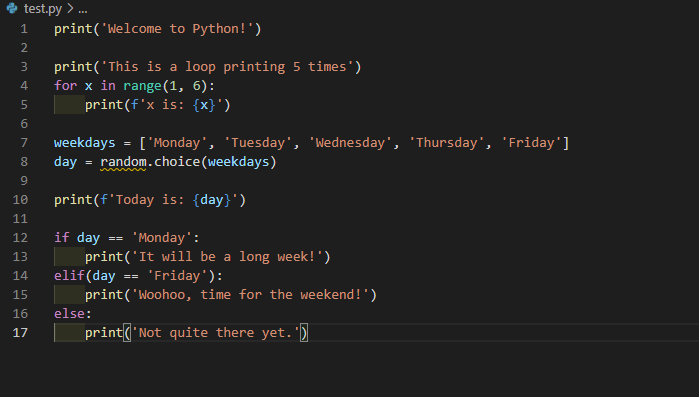 test.py > ...
1 print('Welcome to Python!')
2
3 print('This is a loop printing 5 times')
4 for x in range(1, 6):
5     print(f'x is: {x}')
6
7 weekdays = ['Monday', 'Tuesday', 'Wednesday', 'Thursday', 'Friday']
8 day = random.choice(weekdays)
9
10 print(f'Today is: {day}')
11
12 if day == 'Monday':
13     print('It will be a long week!')
14 elif(day == 'Friday'):
15     print('Woohoo, time for the weekend!')
16 else:
17     print('Not quite there yet.')